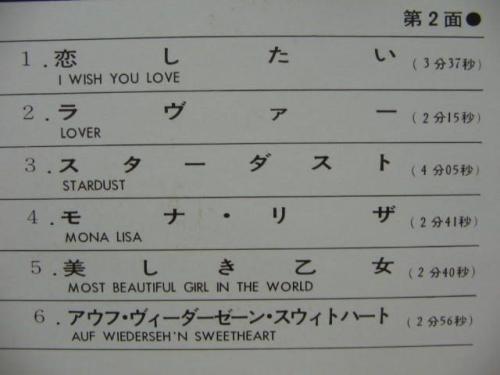 第2面●
1.恋したい (3分37秒)
I WISH YOU LOVE
2.ラヴァー (2分15秒)
LOVER
3.スターダスト (4分05秒)
STARDUST
4.モナ・リザ (2分41秒)
MONA LISA
5.美しき乙女 (2分40秒)
MOST BEAUTIFUL GIRL IN THE WORLD
6.アウフ・ヴィーダーゼーン・スウィトハート (2分56秒)
AUF WIEDERSEH'N SWEETHEART